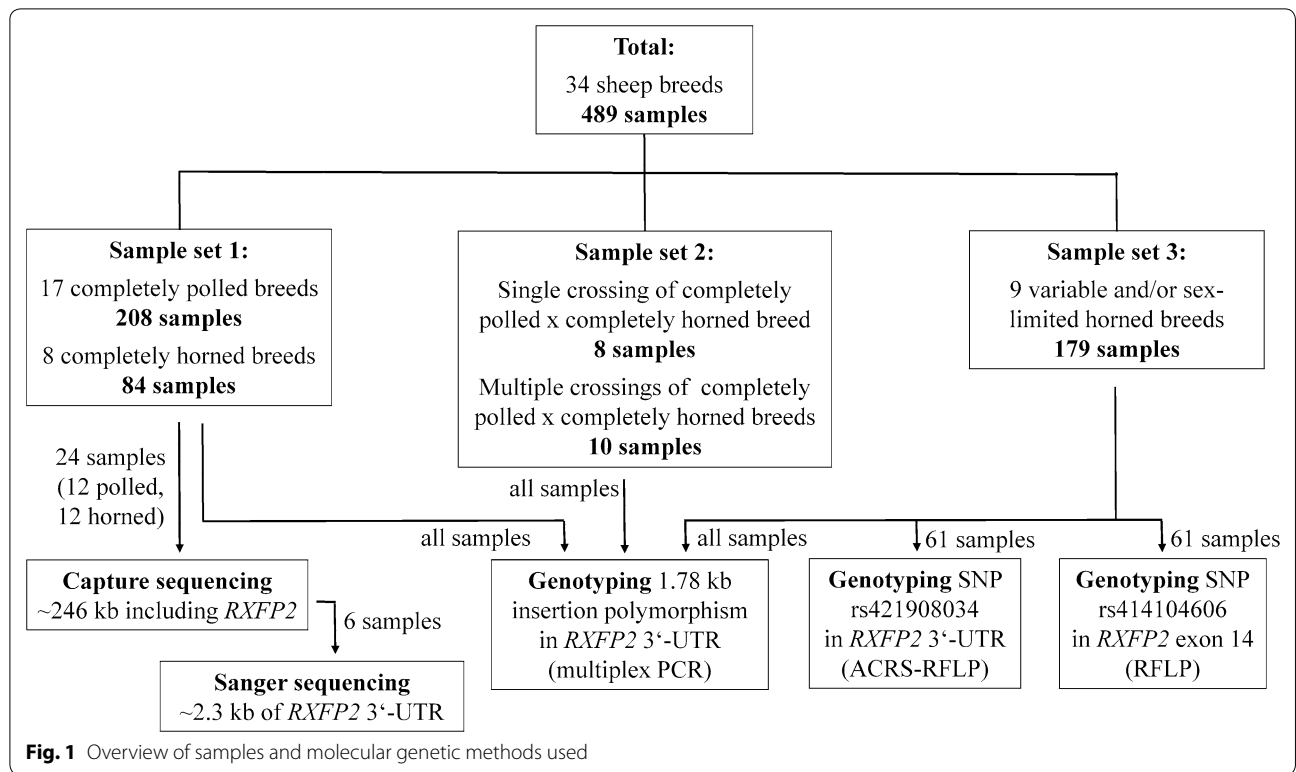 Total:
34 sheep breeds
489 samples
Sample set 1:
17 completely polled breeds
208 samples
8 completely horned breeds
84 samples
Sample set 2:
Single crossing of completely
polled x completely horned breed
8 samples
Multiple crossings of completely
polled x completely horned breeds
10 samples
Sample set 3:
9 variable and/or sex-
limited horned breeds
179 samples
24 samples
(12 polled,
12 horned)
all samples
all samples
all samples
61 samples
61 samples
Capture sequencing
~246 kb including RXFP2
6 samples
Sanger sequencing
~2.3 kb of RXFP2 3‘-UTR
Genotyping 1.78 kb
insertion polymorphism
in RXFP2 3‘-UTR
(multiplex PCR)
Genotyping SNP
rs421908034
in RXFP2 3‘-UTR
(ACRS-RFLP)
Genotyping SNP
rs414104606
in RXFP2 exon 14
(RFLP)
Fig. 1 Overview of samples and molecular genetic methods used